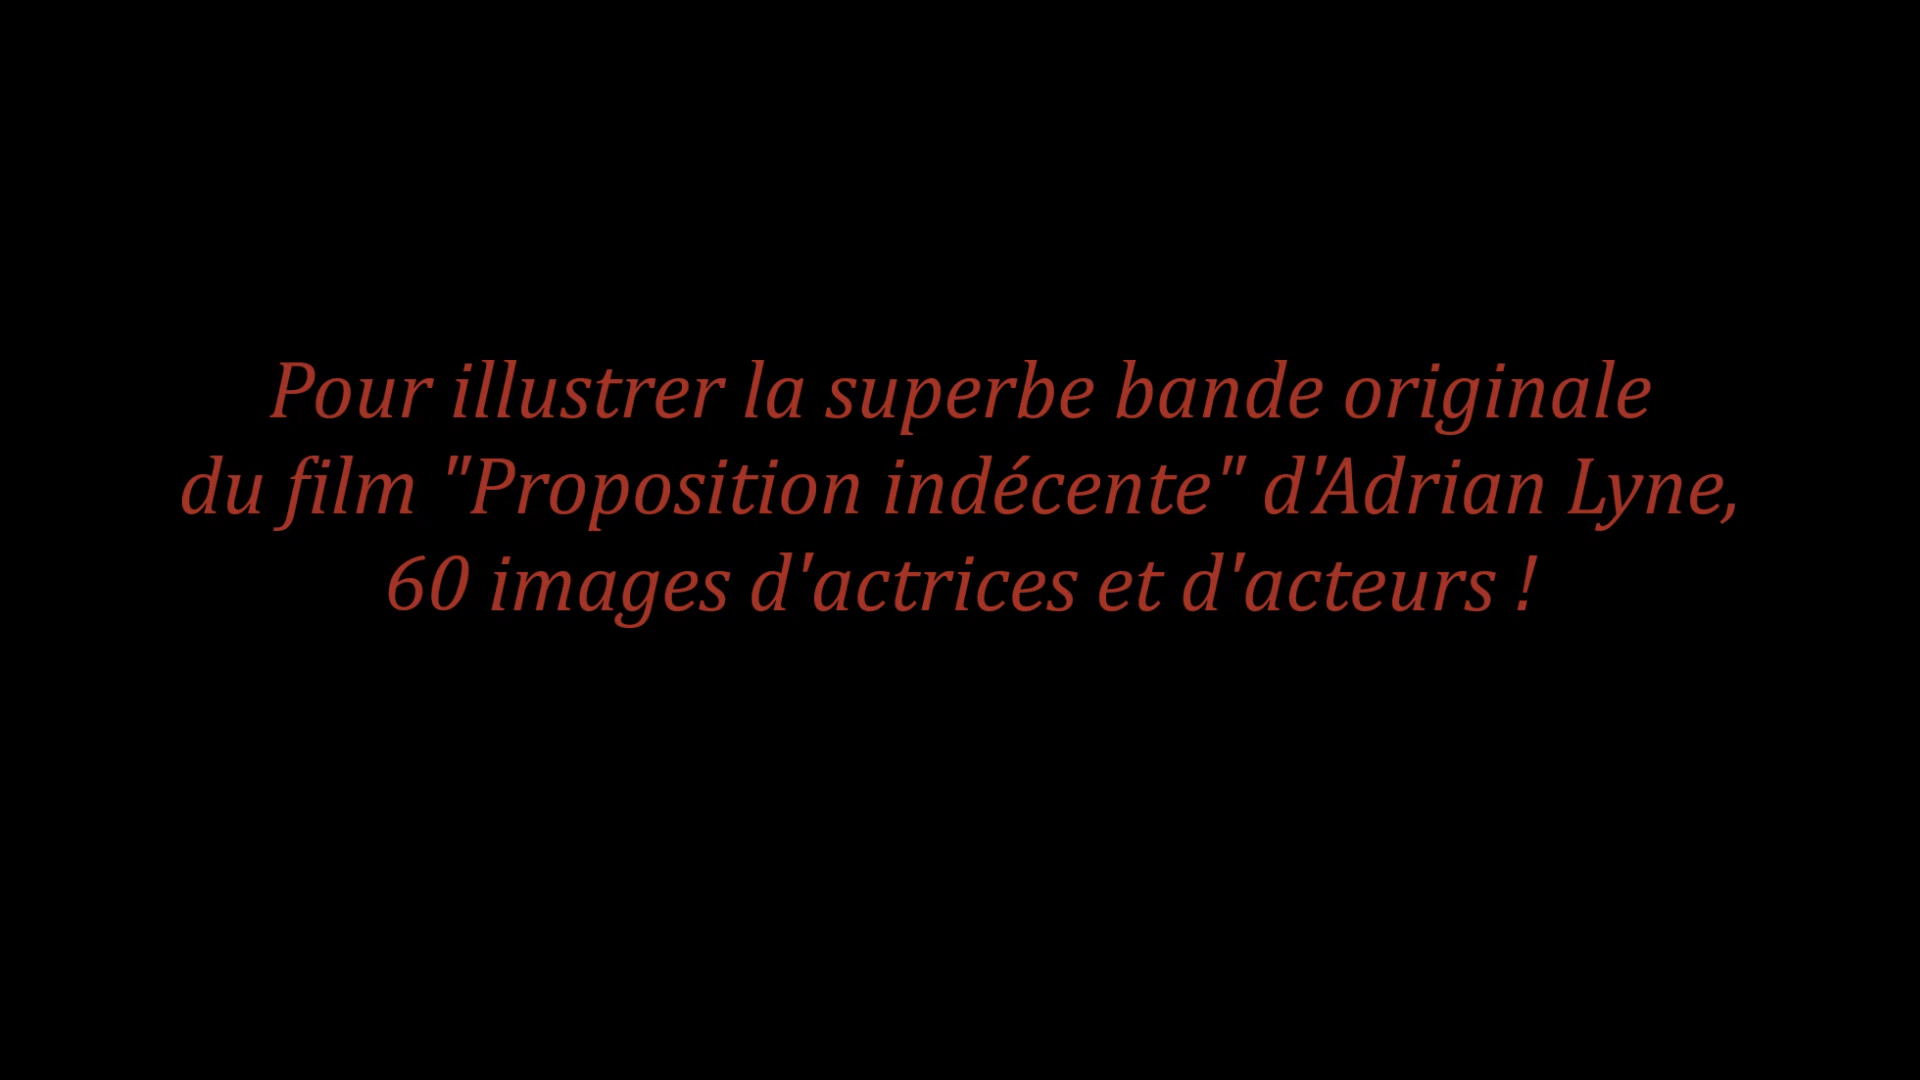 Pour illustrer la superbe bande originale
du film "Proposition indécente" d'Adrian Lyne,
60 images d'actrices et d'acteurs !